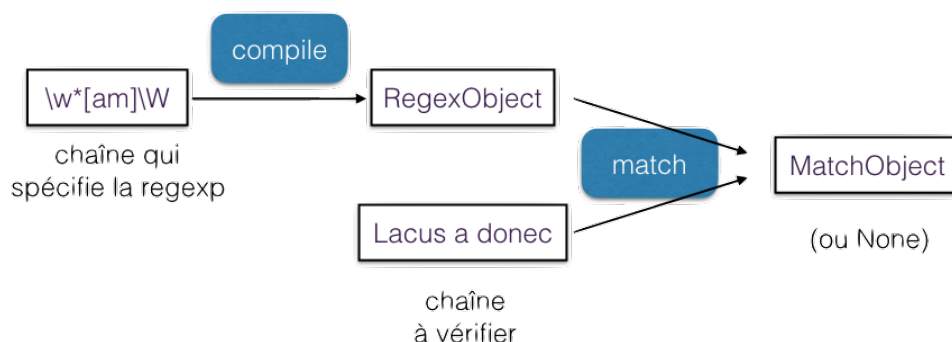 compile
\w*[am]\W
RegexObject
chaîne qui
spécifie la regexp
match
MatchObject
Lacus a donec
(ou None)
chaîne
à vérifier